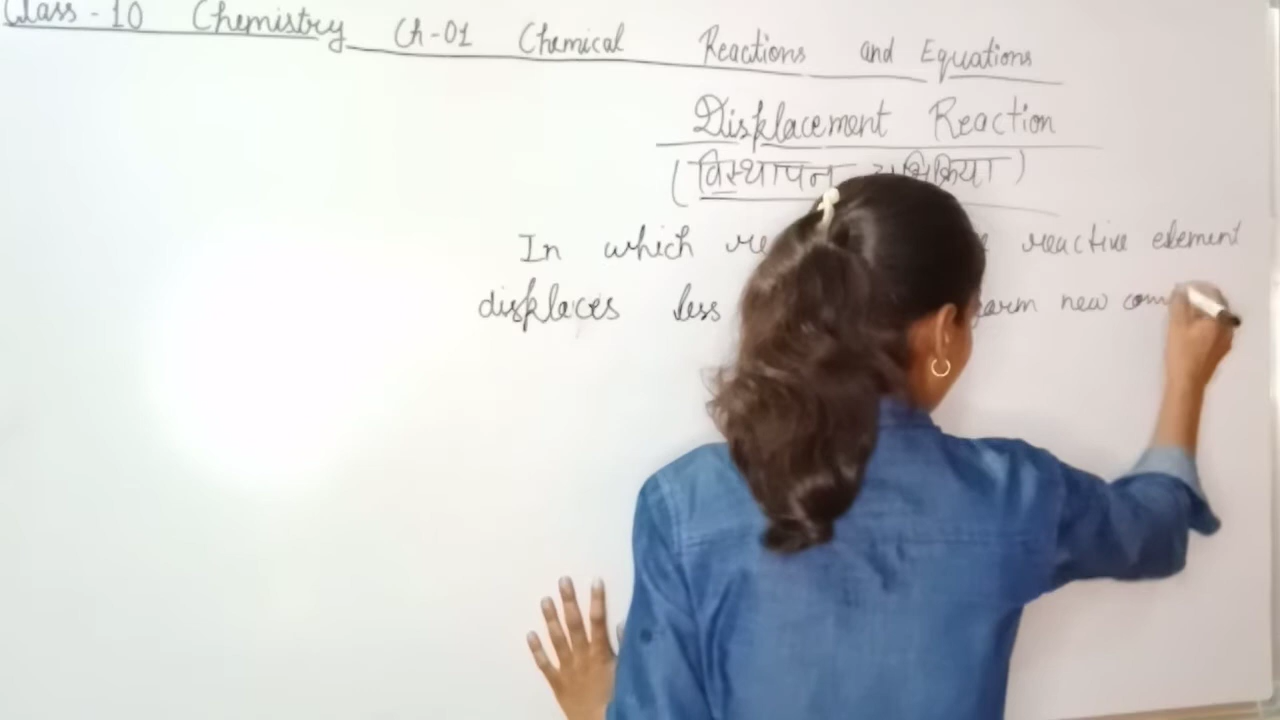 Class - 10 Chemistry Ch-01 Chemical Reactions and Equations
Displacement Reaction
(विस्थापन
In which reactive element
displaces less new